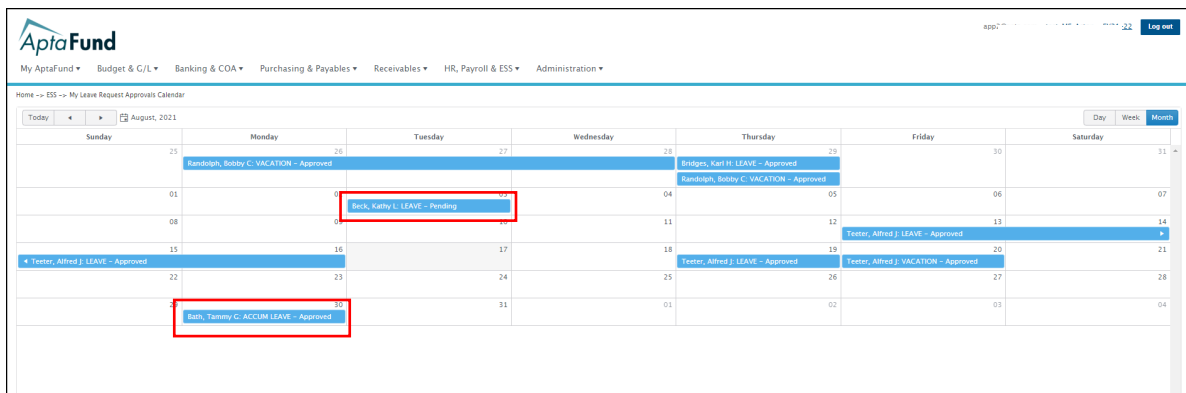 AptaFund
Log out
My AptaFund Budget & G/L Banking & COA Purchasing & Payables Receivables HR, Payroll & ESS Administration
Home -> ESS -> My Leave Request Approvals Calendar
Today August, 2021 Day Week Month
Sunday Monday Tuesday Wednesday Thursday Friday Saturday
25 26 27 28 29 30 31
Randolph, Bobby C: VACATION – Approved Bridges, Karl H: LEAVE – Approved
Randolph, Bobby C: VACATION – Approved
01 04 05 06 07
Beck, Kathy L: LEAVE – Pending
08 09 10 11 12 13 14
Teeter, Alfred J: LEAVE – Approved
15 16 17 18 19 20 21
Teeter, Alfred J: LEAVE – Approved Teeter, Alfred J: LEAVE – Approved Teeter, Alfred J: VACATION – Approved
22 23 24 25 26 27 28
30 31 01 02 03 04
Bath, Tammy G: ACCUM LEAVE – Approved